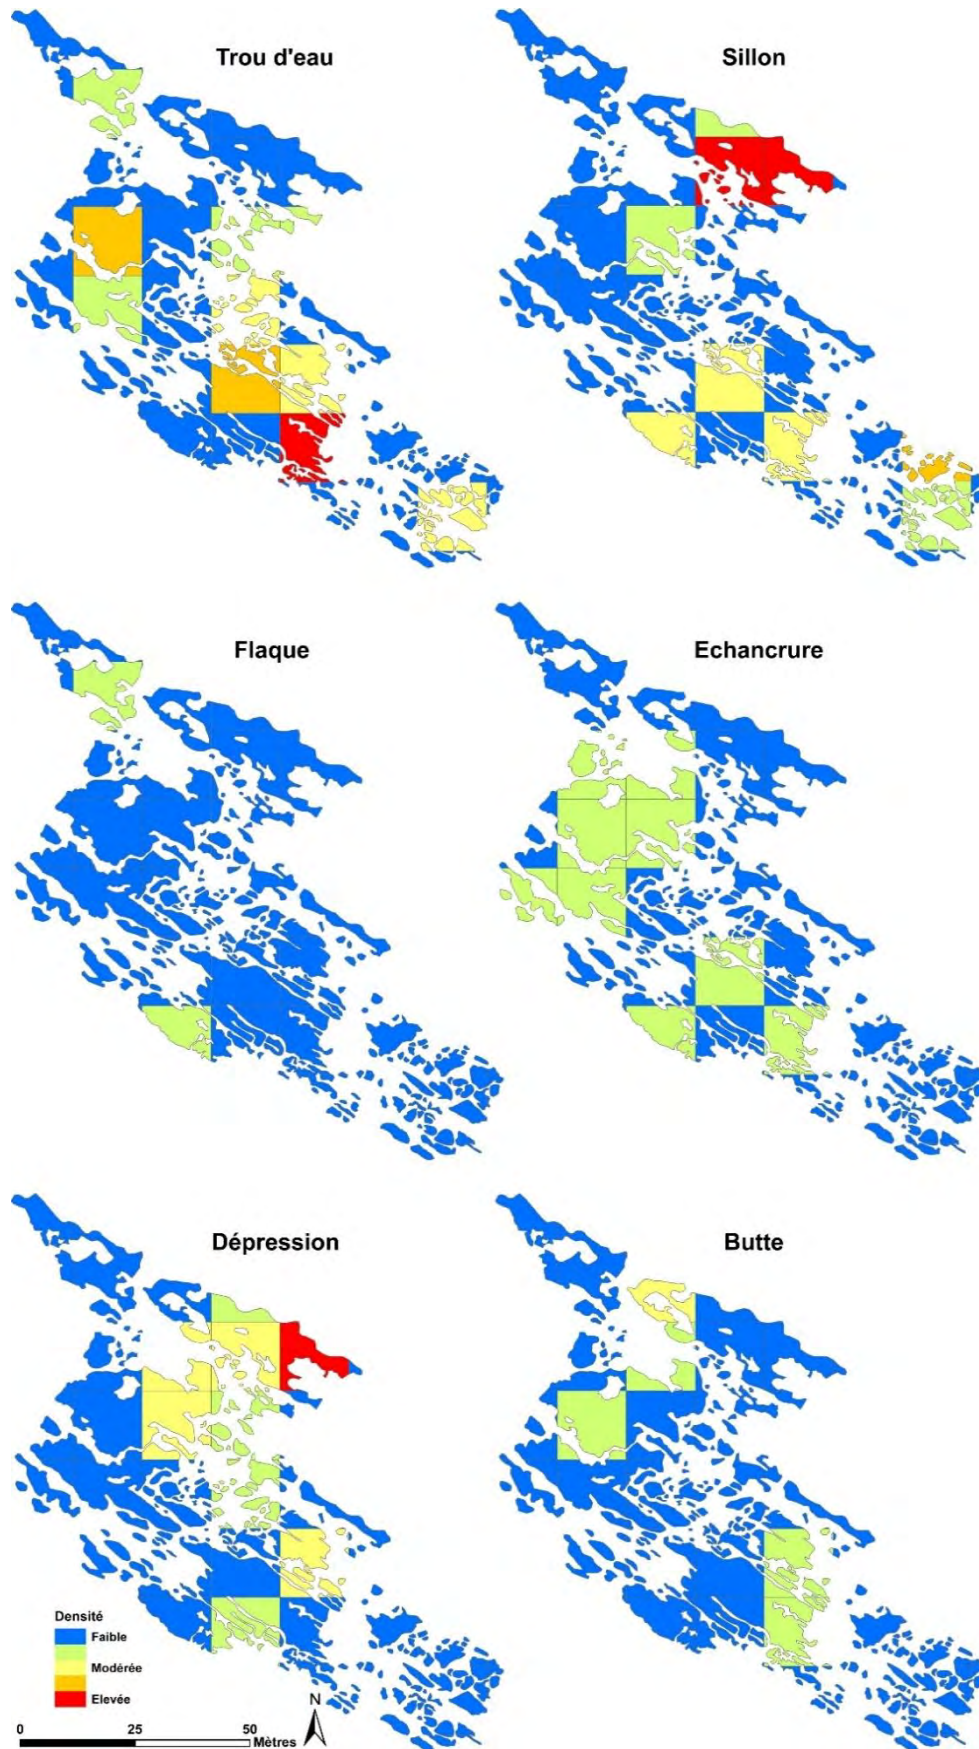 Trou d'eau
Sillon
Flaque
Echancrure
Dépression
Butte
Densité
Faible
Modérée
Elevée
N
0 25 50
Mètres